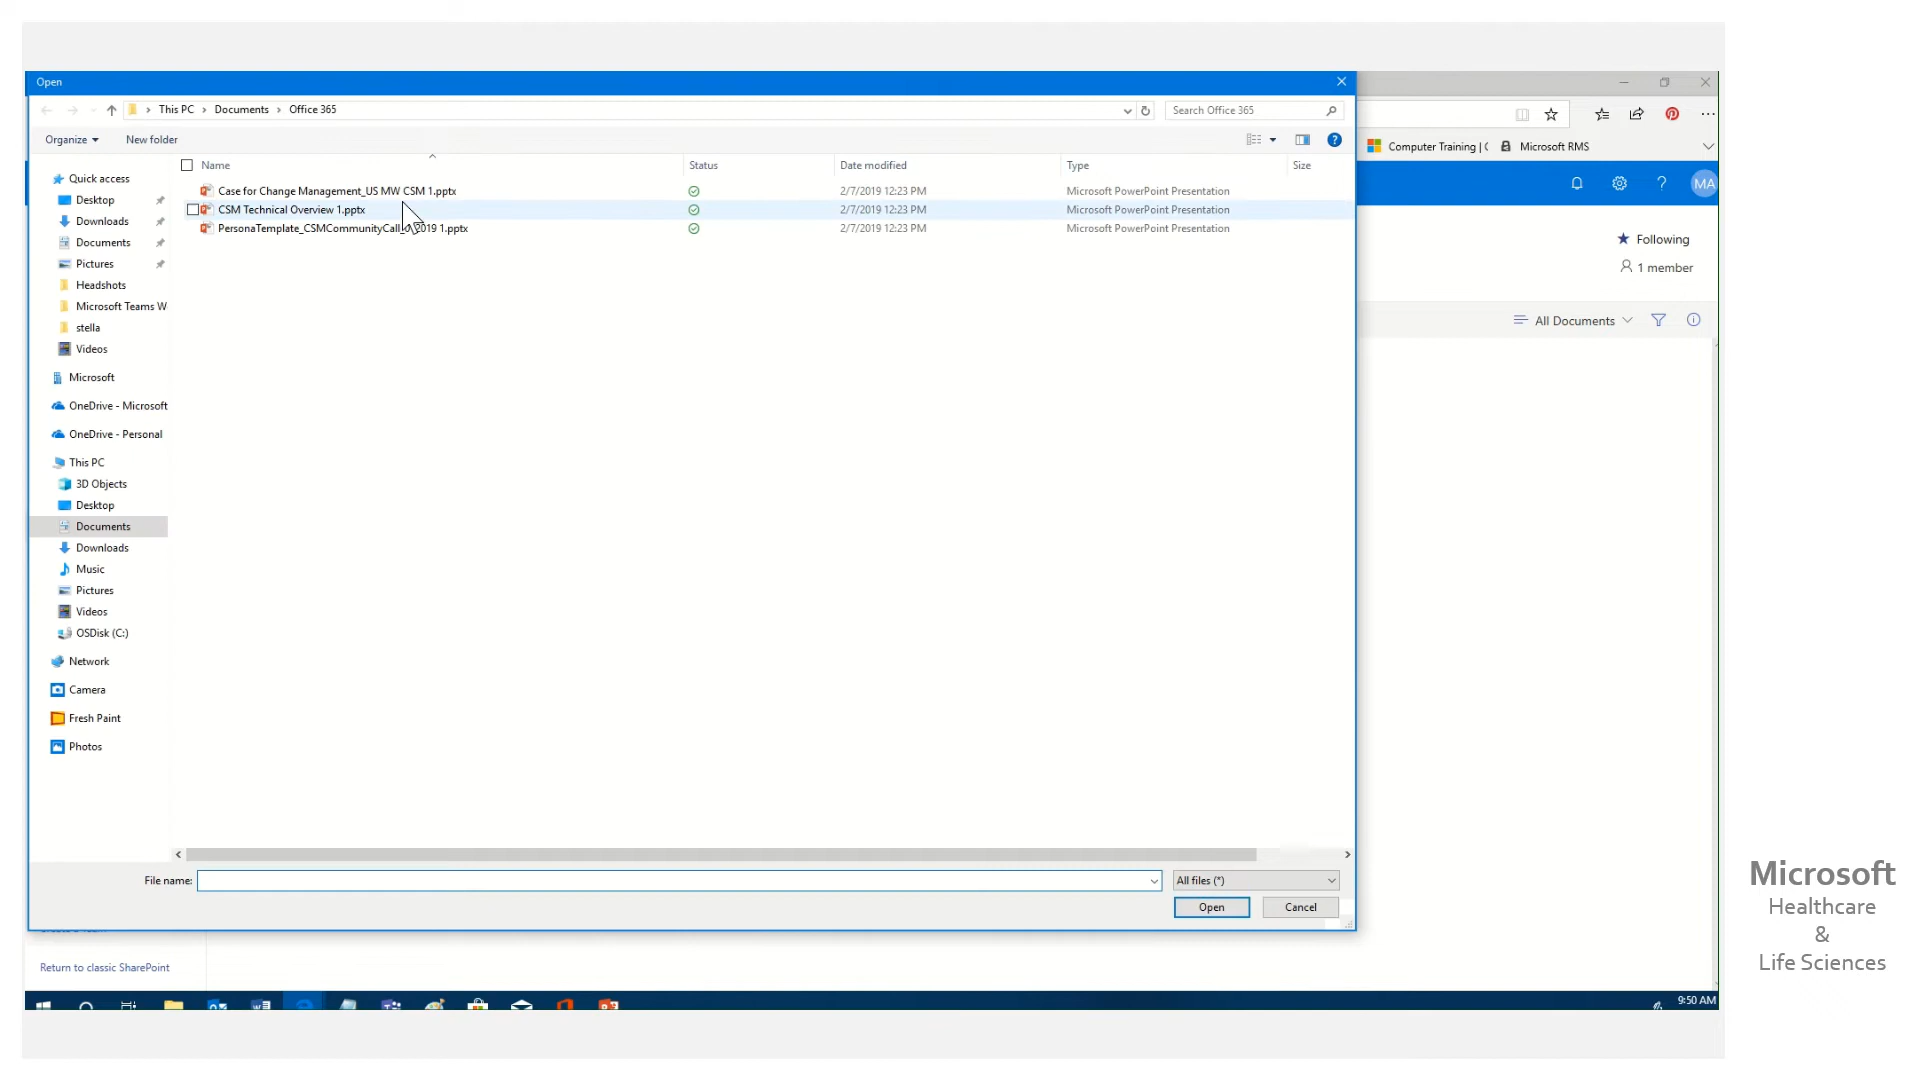 Open
This PC > Documents > Office 365
Search Office 365
Organize
New folder
Computer Training | (
Microsoft RMS
Name
Status
Date modified
Type
Size
Quick access
Desktop
Downloads
Documents
Pictures
Headshots
Microsoft Teams W
stella
Videos
Microsoft
OneDrive - Microsoft
OneDrive - Personal
This PC
3D Objects
Desktop
Documents
Downloads
Music
Pictures
Videos
OSDisk (C:)
Network
Camera
Fresh Paint
Photos
Case for Change Management_US MW CSM 1.pptx 2/7/2019 12:23 PM Microsoft PowerPoint Presentation
CSM Technical Overview 1.pptx 2/7/2019 12:23 PM Microsoft PowerPoint Presentation
2/7/2019 12:23 PM Microsoft PowerPoint Presentation
MA
Following
1 member
All Documents
File name:
All files (*)
Open
Cancel
Return to classic SharePoint
9:50 AM
Microsoft
Healthcare
&
Life Sciences